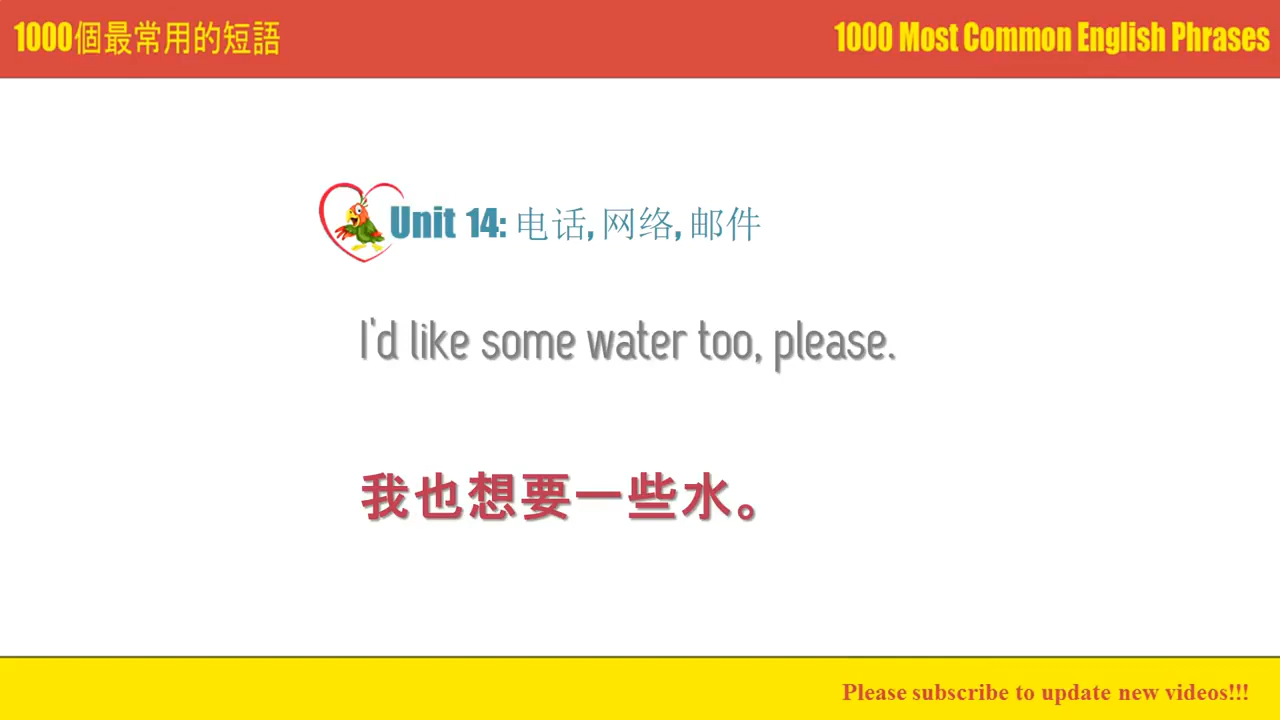 1000個最常用的短語
1000 Most Common English Phrases
Unit 14: 电话, 网络, 邮件
I'd like some water too, please.
我也想要一些水。
Please subscribe to update new videos!!!